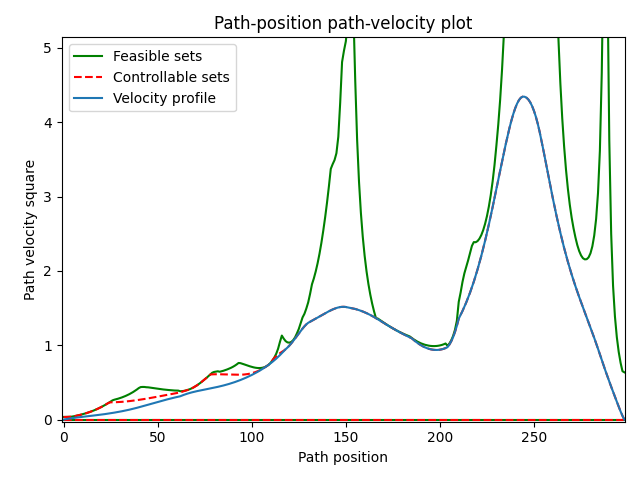 Path-position path-velocity plot
Feasible sets
Controllable sets
Velocity profile
Path velocity square
5
4
3
2
1
0
0 50 100 150 200 250
Path position